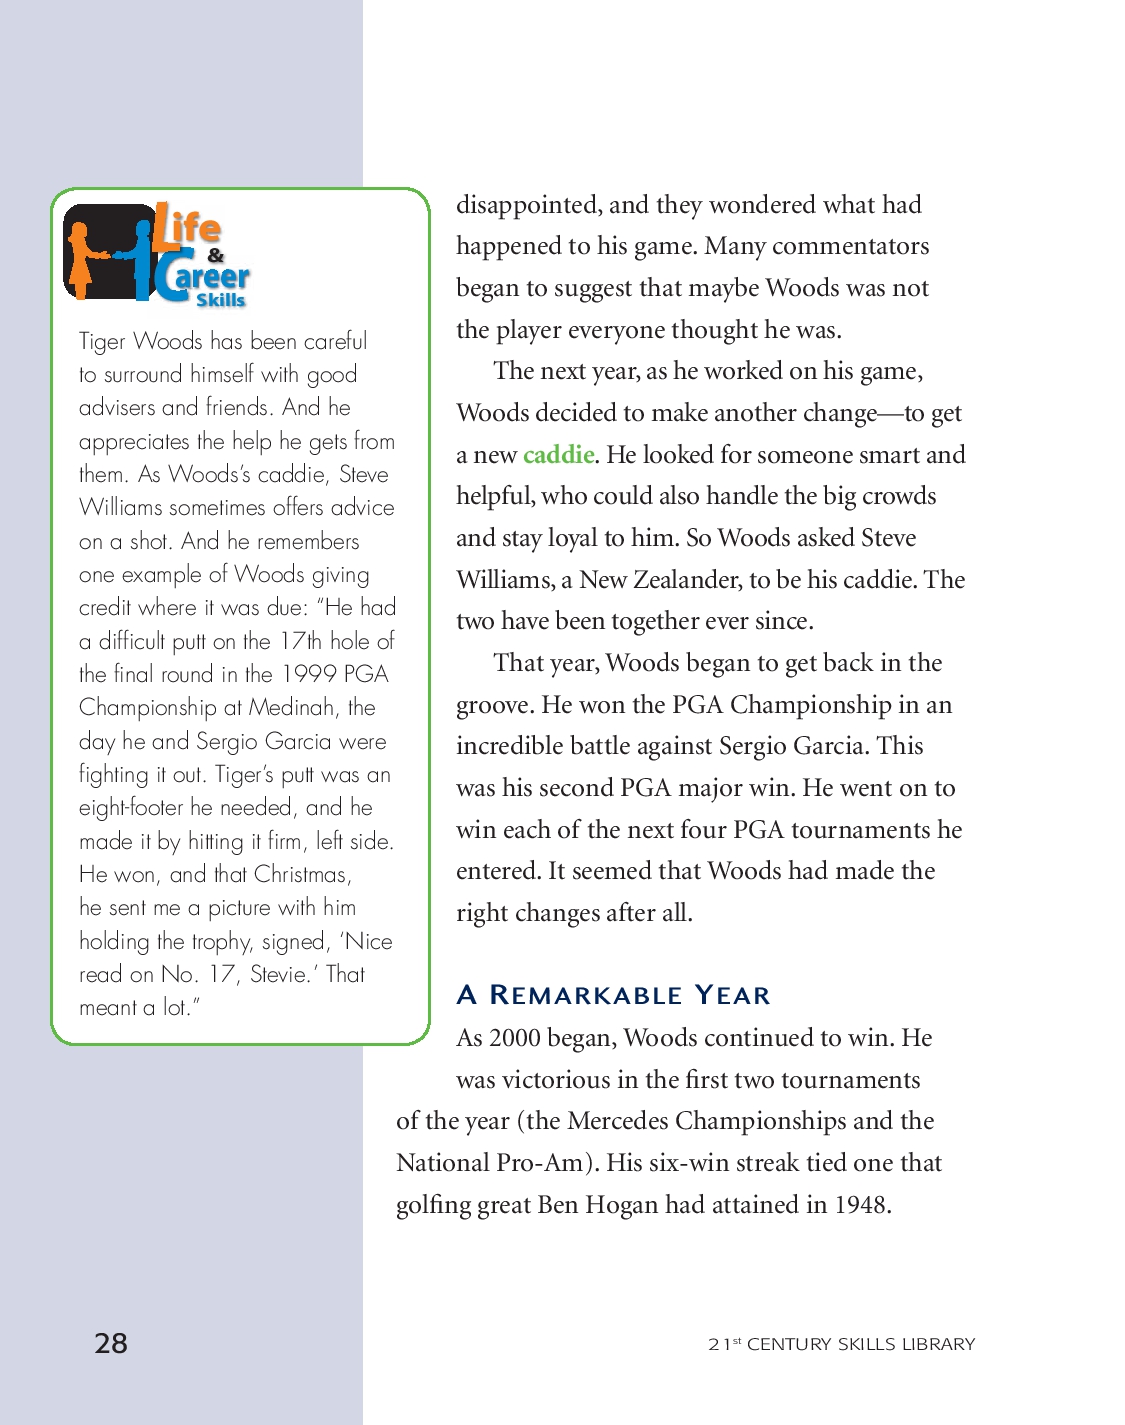 Life
&
Career
Skills
Tiger Woods has been careful
to surround himself with good
advisers and friends. And he
appreciates the help he gets from
them. As Woods’s caddie, Steve
Williams sometimes offers advice
on a shot. And he remembers
one example of Woods giving
credit where it was due: “He had
a difficult putt on the 17th hole of
the final round in the 1999 PGA
Championship at Medinah, the
day he and Sergio Garcia were
fighting it out. Tiger’s putt was an
eight-footer he needed, and he
made it by hitting it firm, left side.
He won, and that Christmas,
he sent me a picture with him
holding the trophy, signed, ‘Nice
read on No. 17, Stevie.’ That
meant a lot.”
disappointed, and they wondered what had
happened to his game. Many commentators
began to suggest that maybe Woods was not
the player everyone thought he was.
The next year, as he worked on his game,
Woods decided to make another change—to get
a new caddie. He looked for someone smart and
helpful, who could also handle the big crowds
and stay loyal to him. So Woods asked Steve
Williams, a New Zealander, to be his caddie. The
two have been together ever since.
That year, Woods began to get back in the
groove. He won the PGA Championship in an
incredible battle against Sergio Garcia. This
was his second PGA major win. He went on to
win each of the next four PGA tournaments he
entered. It seemed that Woods had made the
right changes after all.
A REMARKABLE YEAR
As 2000 began, Woods continued to win. He
was victorious in the first two tournaments
of the year (the Mercedes Championships and the
National Pro-Am). His six-win streak tied one that
golfing great Ben Hogan had attained in 1948.
28
21st CENTURY SKILLS LIBRARY